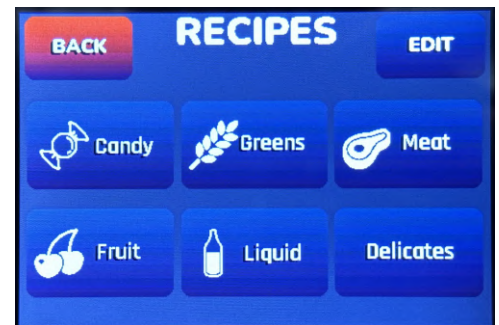 BACK
RECIPES
EDIT
Candy
Greens
Meat
Fruit
Liquid
Delicates